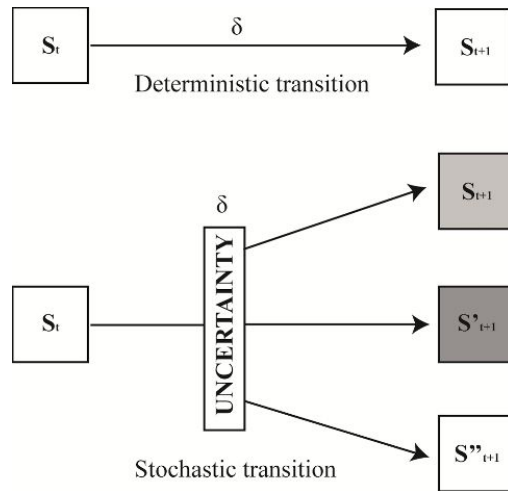 δ
Sₜ Sₜ₊₁
Deterministic transition
Sₜ₊₁
δ
UNCERTAINTY
Sₜ S’ₜ₊₁
S”ₜ₊₁
Stochastic transition